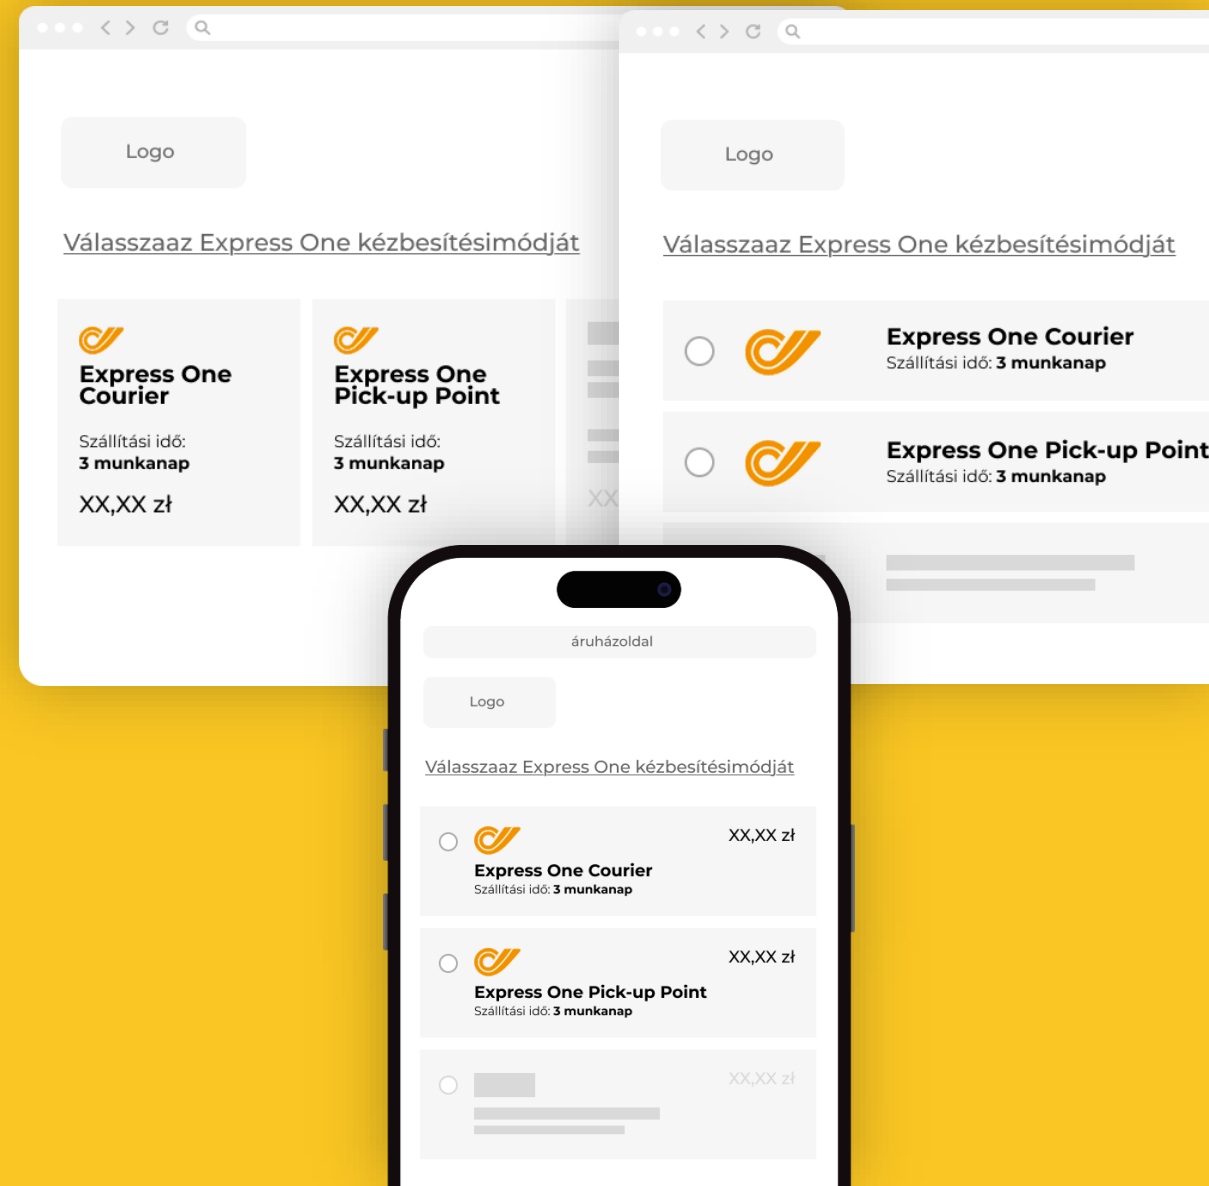 Logo
Válasszaaz Express One kézbesítésimódját
Express One
Courier
Szállítási idő:
3 munkanap
XX,XX zł
Express One
Pick-up Point
Szállítási idő:
3 munkanap
XX,XX zł
XX
Logo
Válasszaaz Express One kézbesítésimódját
Express One Courier
Szállítási idő: 3 munkanap
Express One Pick-up Point
Szállítási idő: 3 munkanap
áruházoldal
Logo
Válasszaaz Express One kézbesítésimódját
XX,XX zł
Express One Courier
Szállítási idő: 3 munkanap
XX,XX zł
Express One Pick-up Point
Szállítási idő: 3 munkanap
XX,XX zł